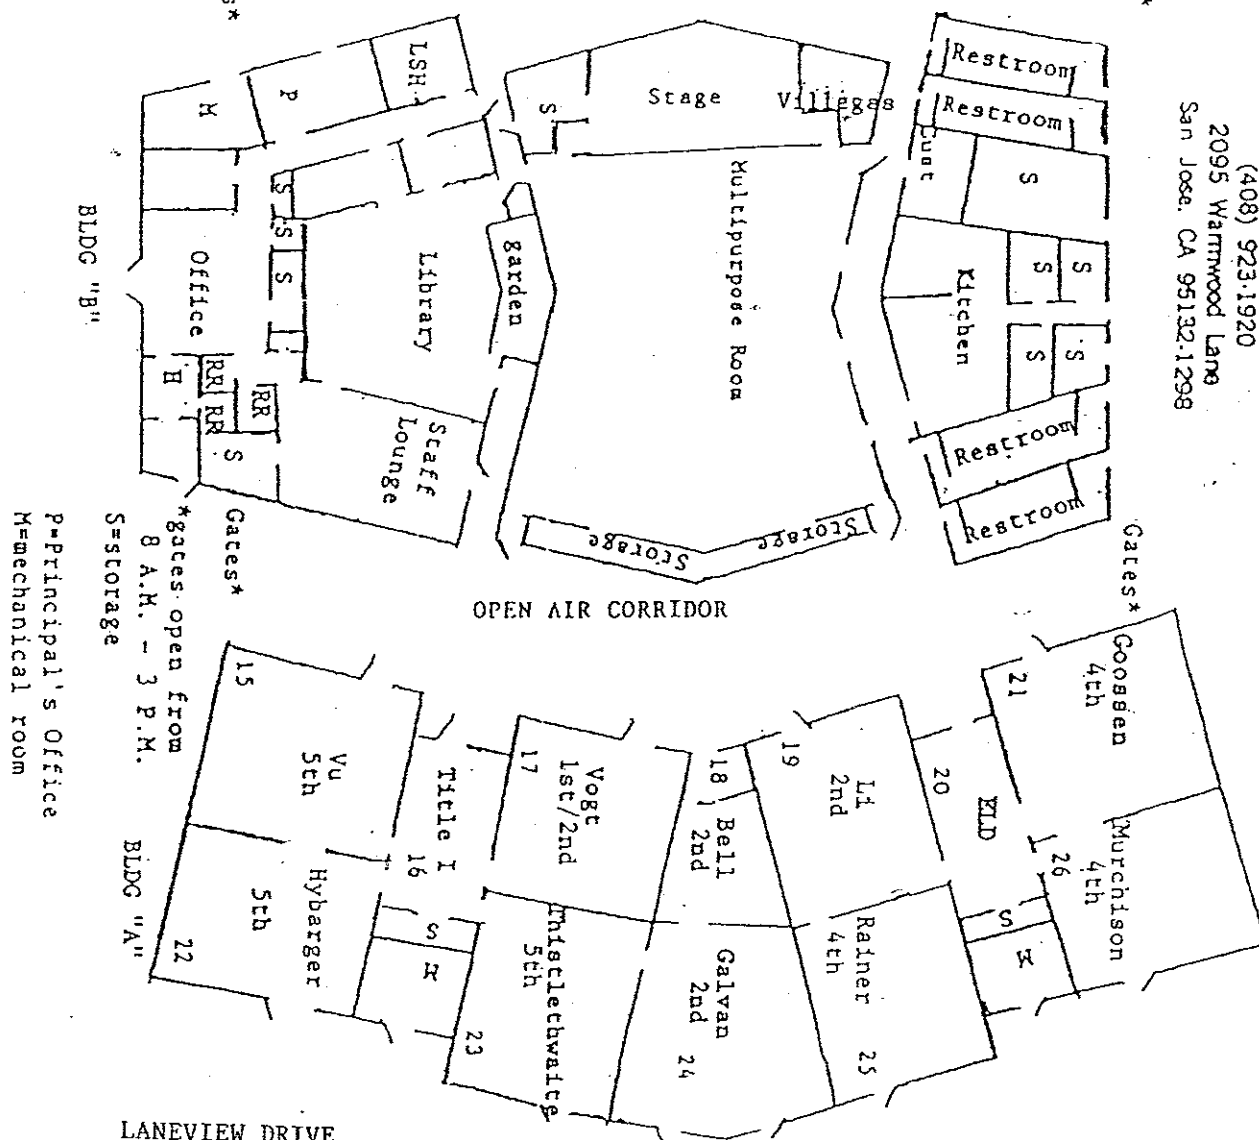 (408) 923-1920
2095 Warmwood Lane
San Jose, CA 95132-1298
Restroom
Restroom
Cust
S
S
S
Kitchen
S
S
Restroom
Restroom
Gates*
Stage
Villegas
S
Multipurpose Room
Storage
Storage
LSH
P
M
garden
Library
S
S
S
Office
Staff
Lounge
RR
RR
RR
H
S
BLDG "B"
Gates*
*gates open from
8 A.M. - 3 P.M.
S=storage
P=Principal's Office
M=mechanical room
OPEN AIR CORRIDOR
Goossen
4th
21
Murchison
4th
26
ELD
20
S
M
Li
2nd
19
Rainer
4th
25
18
Bell
2nd
Galvan
2nd
24
Vogt
1st/2nd
17
Thistlethwaite
5th
23
Title I
16
S
M
15
Vu
5th
Hybarger
5th
22
BLDG "A"
LANEVIEW DRIVE